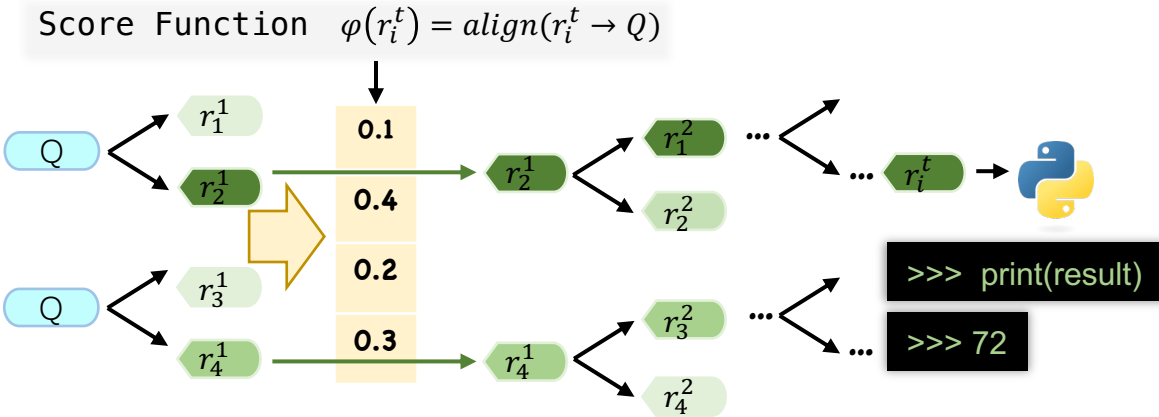 Score Function φ(r_i^t) = align(r_i^t → Q)
Q
r_1^1
r_2^1
Q
r_3^1
r_4^1
0.1
0.4
0.2
0.3
r_2^1
r_1^2
r_2^2
...
... r_i^t
r_4^1
r_3^2
r_4^2
...
...
>>> print(result)
>>> 72